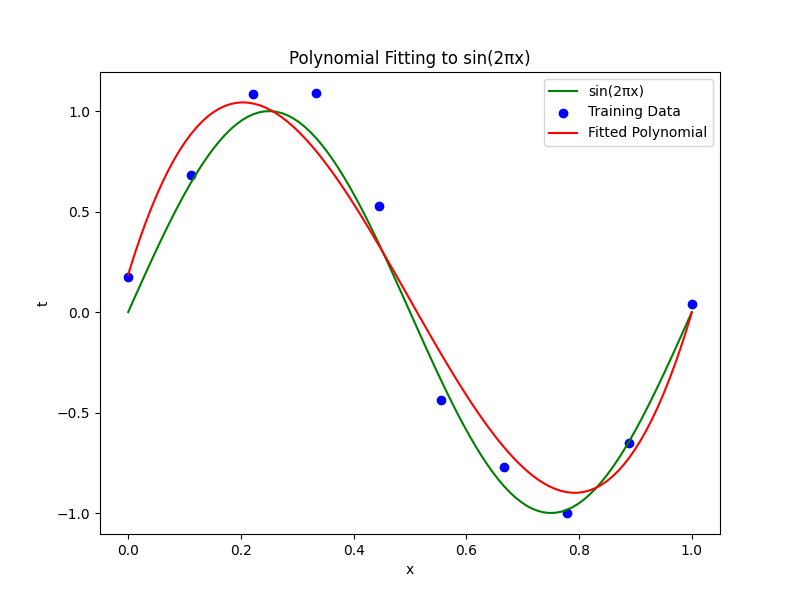 Polynomial Fitting to sin(2πx)
sin(2πx)
Training Data
Fitted Polynomial
1.0
0.5
0.0
−0.5
−1.0
t
0.0 0.2 0.4 0.6 0.8 1.0
x